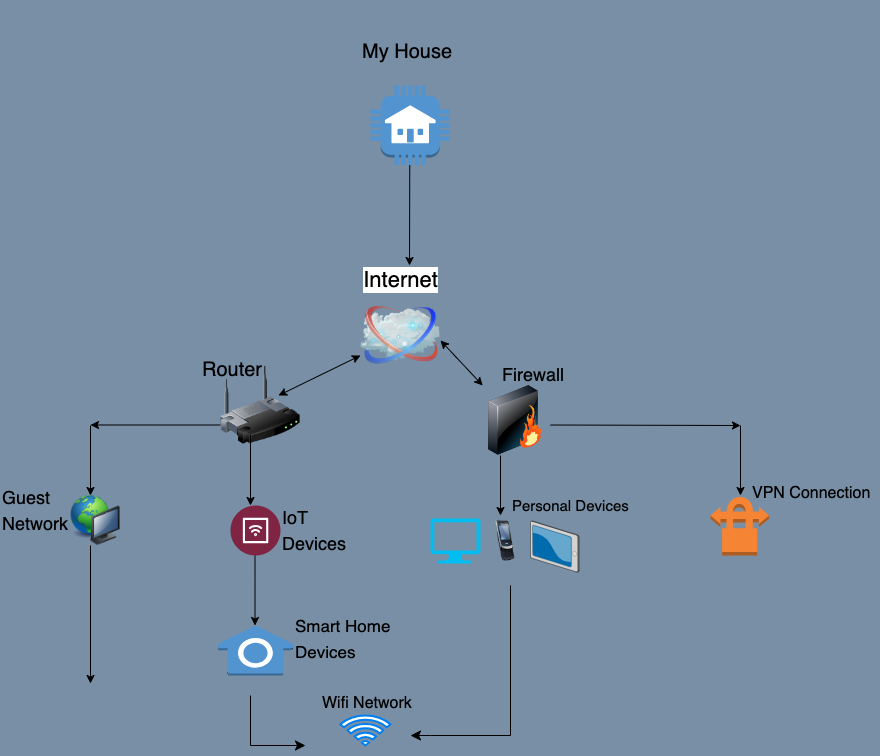 My House
Internet
Router
Firewall
Guest
Network
IoT
Devices
Personal Devices
VPN Connection
Smart Home
Devices
Wifi Network